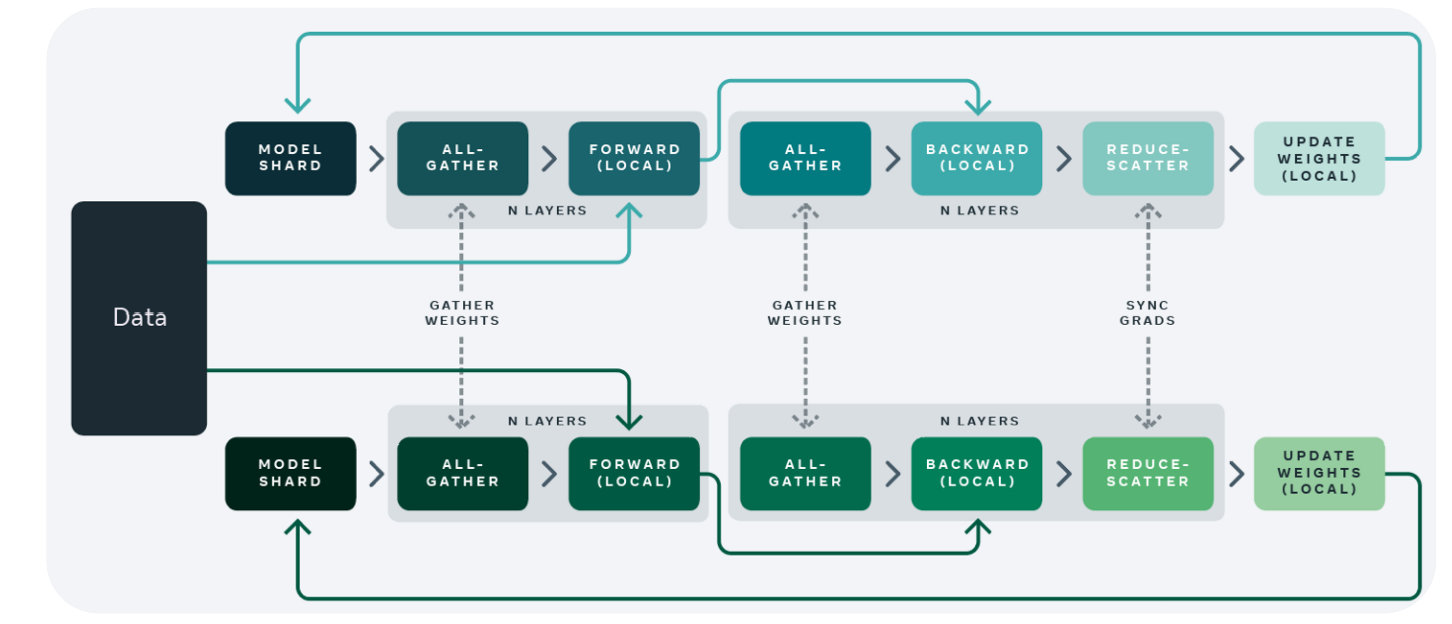 MODEL
SHARD
ALL-
GATHER
FORWARD
(LOCAL)
N LAYERS
ALL-
GATHER
BACKWARD
(LOCAL)
REDUCE-
SCATTER
N LAYERS
UPDATE
WEIGHTS
(LOCAL)
Data
GATHER
WEIGHTS
GATHER
WEIGHTS
SYNC
GRADS
MODEL
SHARD
N LAYERS
ALL-
GATHER
FORWARD
(LOCAL)
N LAYERS
ALL-
GATHER
BACKWARD
(LOCAL)
REDUCE-
SCATTER
UPDATE
WEIGHTS
(LOCAL)